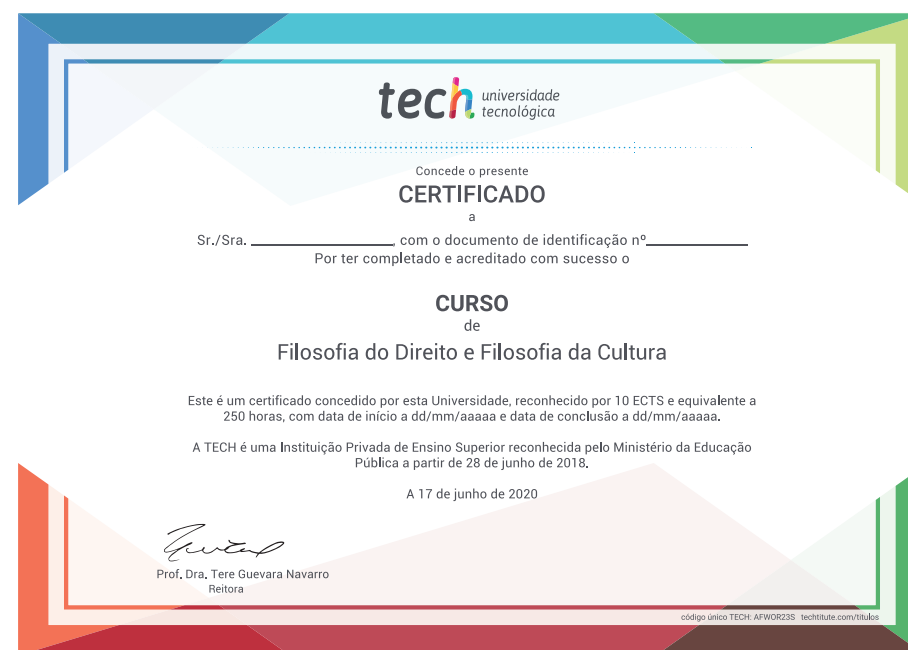 tech universidade
tecnológica
Concede o presente
CERTIFICADO
a
Sr./Sra. ____________________, com o documento de identificação nº______________
Por ter completado e acreditado com sucesso o
CURSO
de
Filosofia do Direito e Filosofia da Cultura
Este é um certificado concedido por esta Universidade, reconhecido por 10 ECTS e equivalente a
250 horas, com data de início a dd/mm/aaaaa e data de conclusão a dd/mm/aaaaa.
A TECH é uma Instituição Privada de Ensino Superior reconhecida pelo Ministério da Educação
Pública a partir de 28 de junho de 2018.
A 17 de junho de 2020
Prof. Dra. Tere Guevara Navarro
Reitora
código único TECH: AFWOR23S techtitute.com/titulos